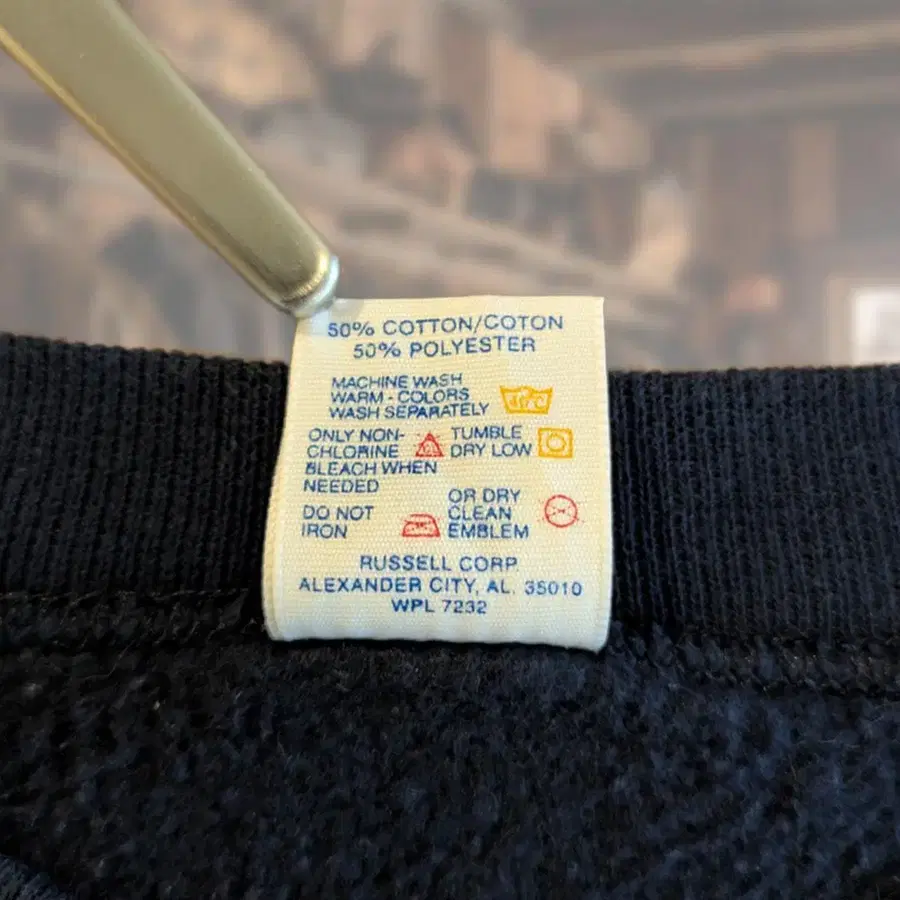 50% COTTON/COTON
50% POLYESTER
MACHINE WASH
WARM - COLORS
WASH SEPARATELY
ONLY NON-
CHLORINE
BLEACH WHEN
NEEDED
TUMBLE
DRY LOW
DO NOT
IRON
OR DRY
CLEAN
EMBLEM
RUSSELL CORP.
ALEXANDER CITY, AL. 35010
WPL 7232